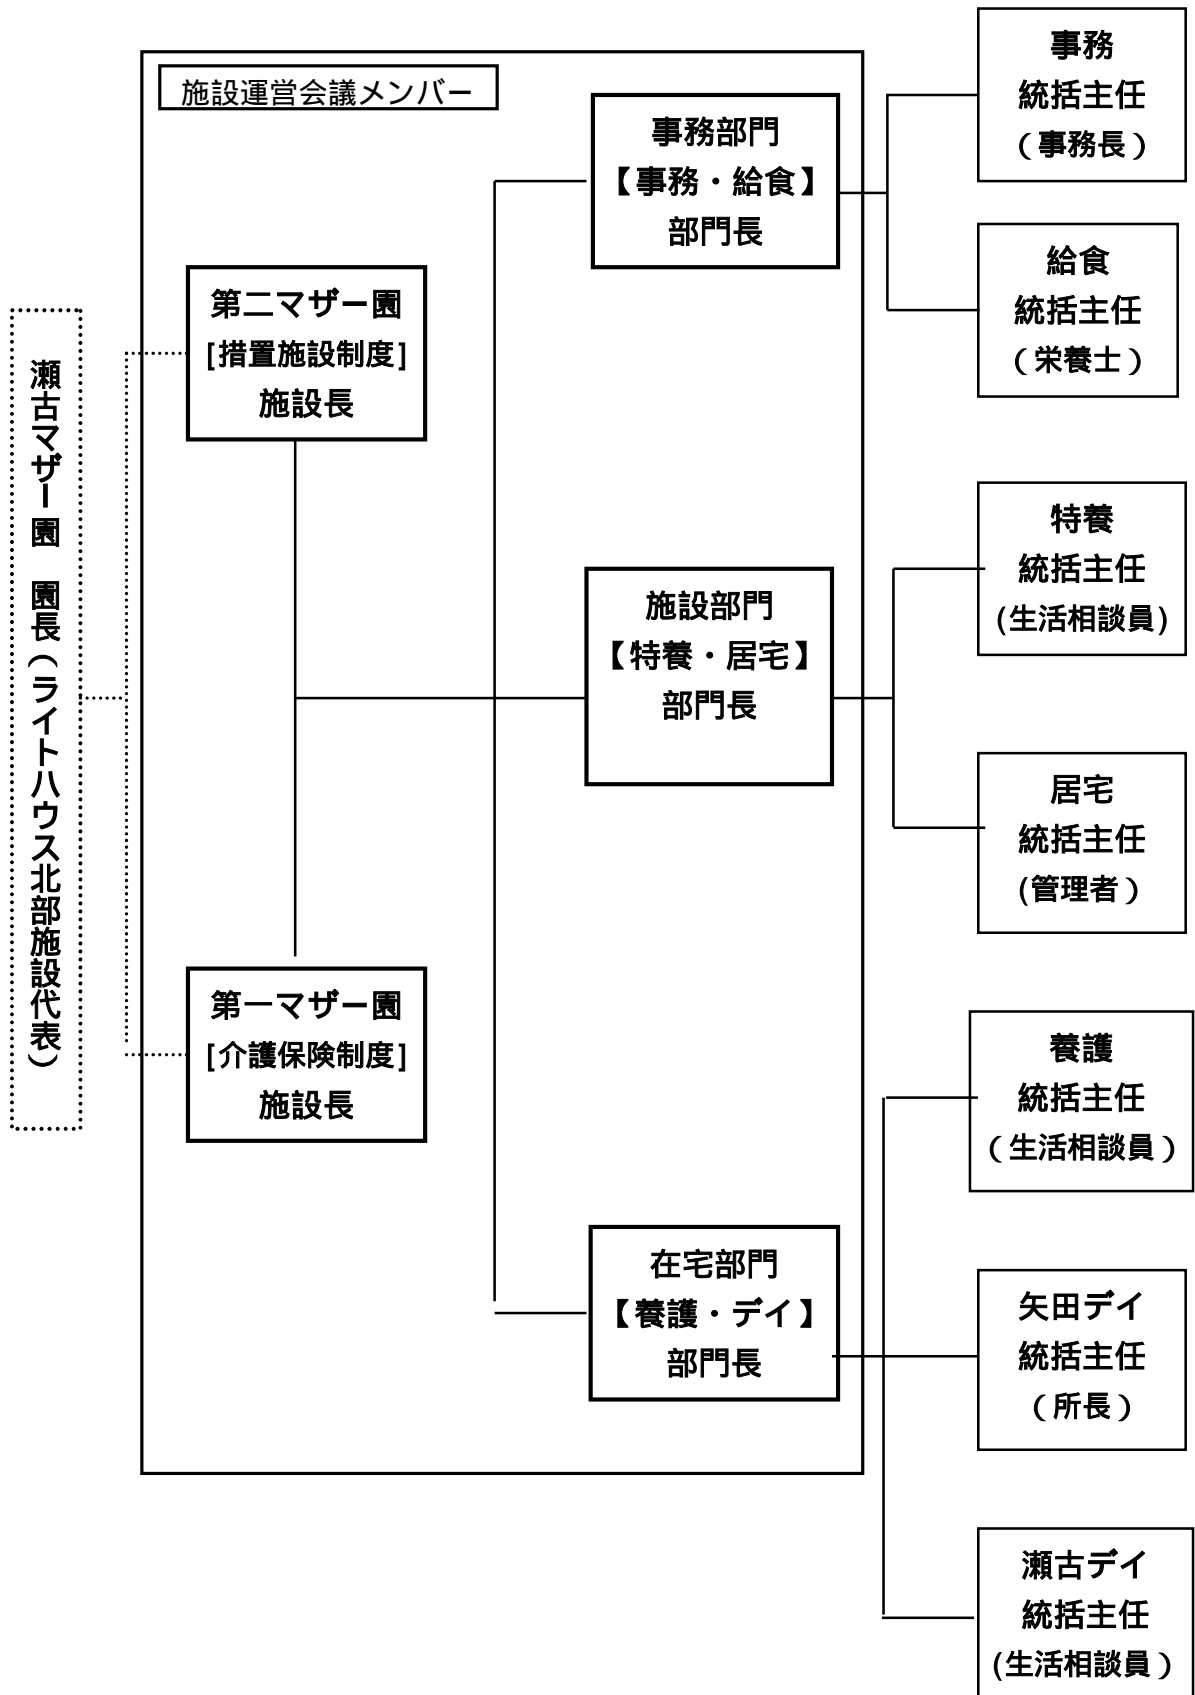 瀬古マザー園　園長（ライトハウス北部施設代表）
施設運営会議メンバー
第二マザー園
[措置施設制度]
施設長
第一マザー園
[介護保険制度]
施設長
事務部門
【事務・給食】
部門長
施設部門
【特養・居宅】
部門長
在宅部門
【養護・デイ】
部門長
事務
統括主任
（事務長）
給食
統括主任
（栄養士）
特養
統括主任
(生活相談員)
居宅
統括主任
(管理者）
養護
統括主任
（生活相談員）
矢田デイ
統括主任
（所長）
瀬古デイ
統括主任
(生活相談員）